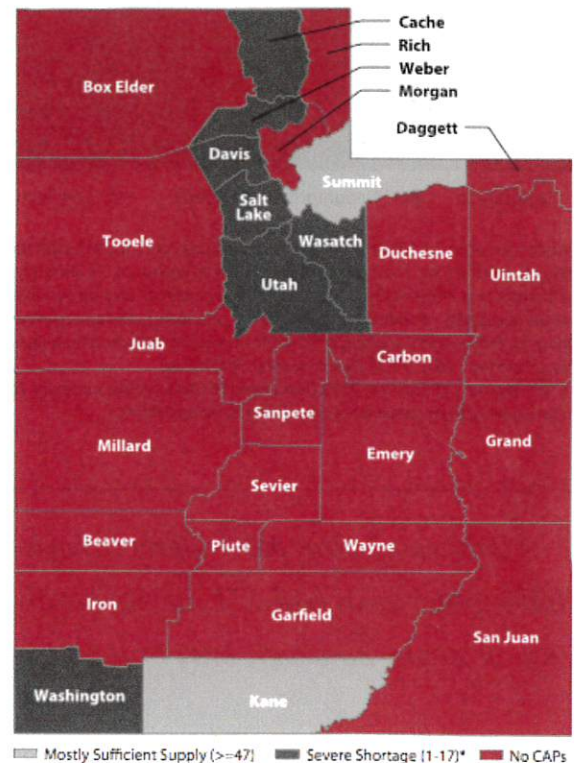 Cache
Rich
Box Elder
Weber
Morgan
Daggett
Davis
Summit
Salt
Lake
Wasatch
Tooele
Duchesne
Uintah
Utah
Juab
Carbon
Sanpete
Millard
Emery
Grand
Sevier
Beaver
Piute
Wayne
Iron
Garfield
San Juan
Washington
Kane
Mostly Sufficient Supply (>=47) Severe Shortage (1-17)* No CAPs